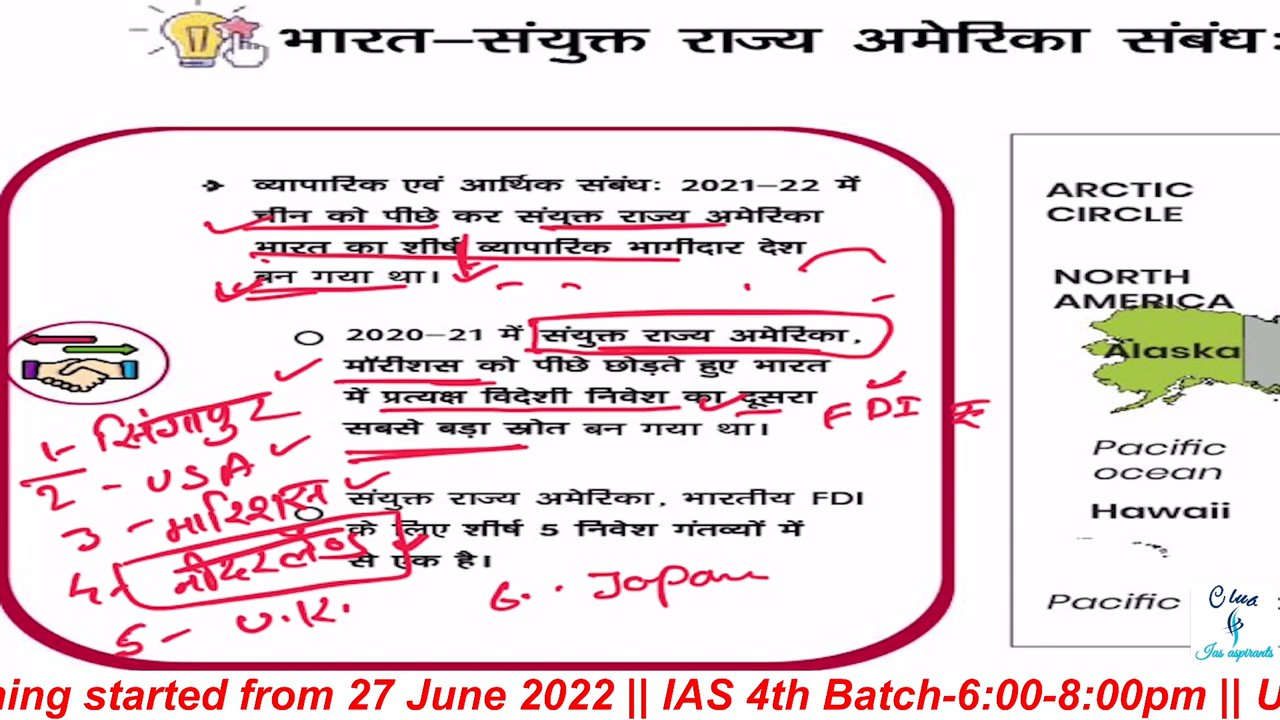 भारत–संयुक्त राज्य अमेरिका संबंधः
व्यापारिक एवं आर्थिक संबंधः 2021–22 में
चीन को पीछे कर संयुक्त राज्य अमेरिका
भारत का शीर्ष व्यापारिक भागीदार देश
बन गया था।
2020–21 में संयुक्त राज्य अमेरिका,
मॉरीशस को पीछे छोड़ते हुए भारत
में प्रत्यक्ष विदेशी निवेश का दूसरा
सबसे बड़ा स्रोत बन गया था।
संयुक्त राज्य अमेरिका, भारतीय FDI
के लिए शीर्ष 5 निवेश गंतव्यों में
से एक है।
FDI
1- सिंगापुर
2 - USA
3 - मारिशस
4. नीदरलैण्ड
5 - U.K.
6. Japan
ARCTIC
CIRCLE
NORTH
AMERICA
Alaska
Pacific
ocean
Hawaii
Pacific
Clue
Ias aspirants
ning started from 27 June 2022 || IAS 4th Batch-6:00-8:00pm || U